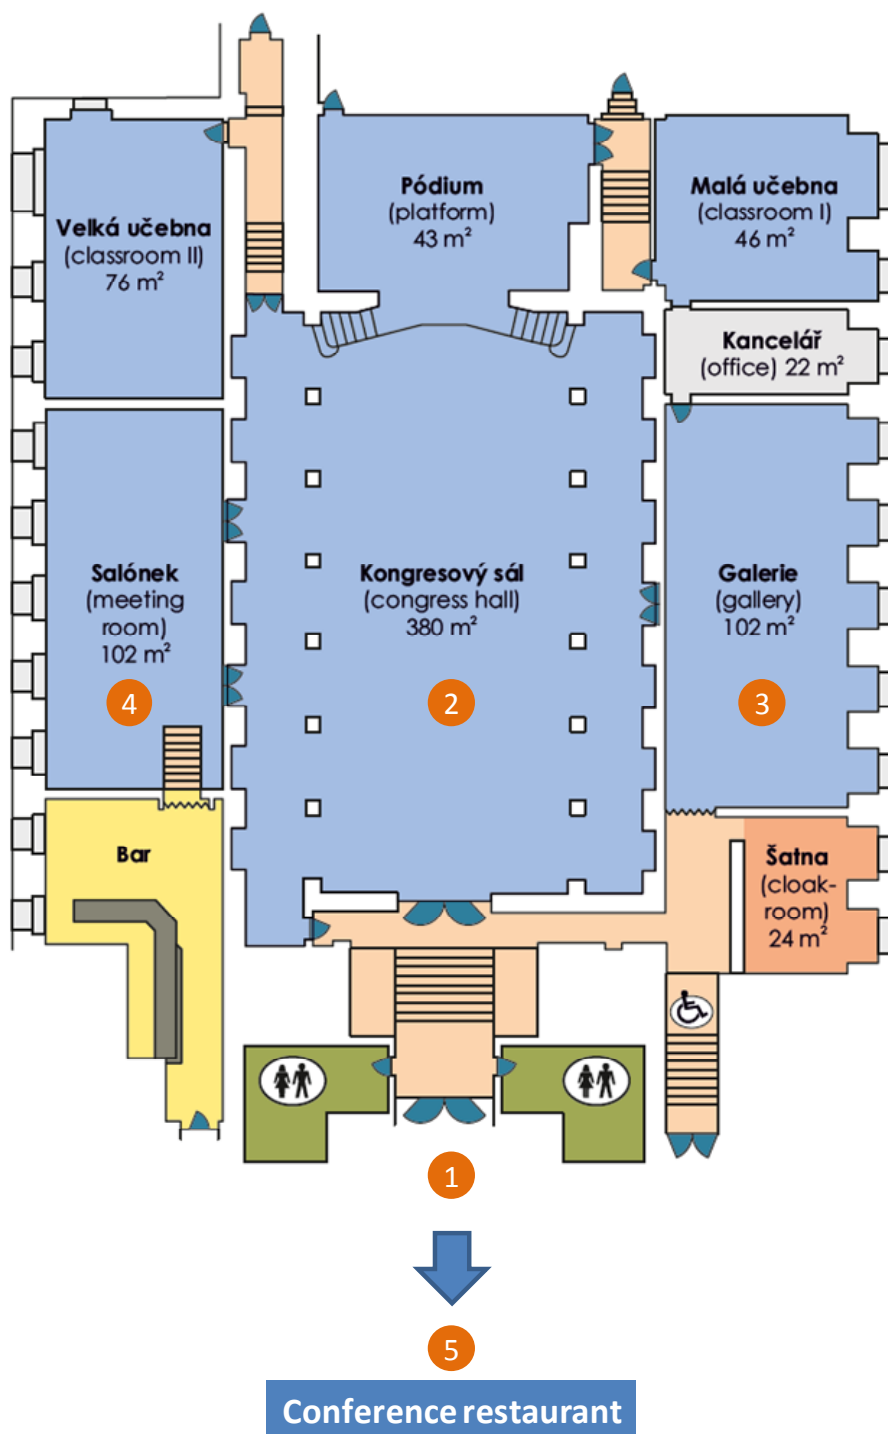 Velká učebna
(classroom II)
76 m²
Pódium
(platform)
43 m²
Malá učebna
(classroom I)
46 m²
Kancelář
(office) 22 m²
Salónek
(meeting
room)
102 m²
4
Kongresový sál
(congress hall)
380 m²
2
Galerie
(gallery)
102 m²
3
Bar
Šatna
(cloak-
room)
24 m²
1
5
Conference restaurant